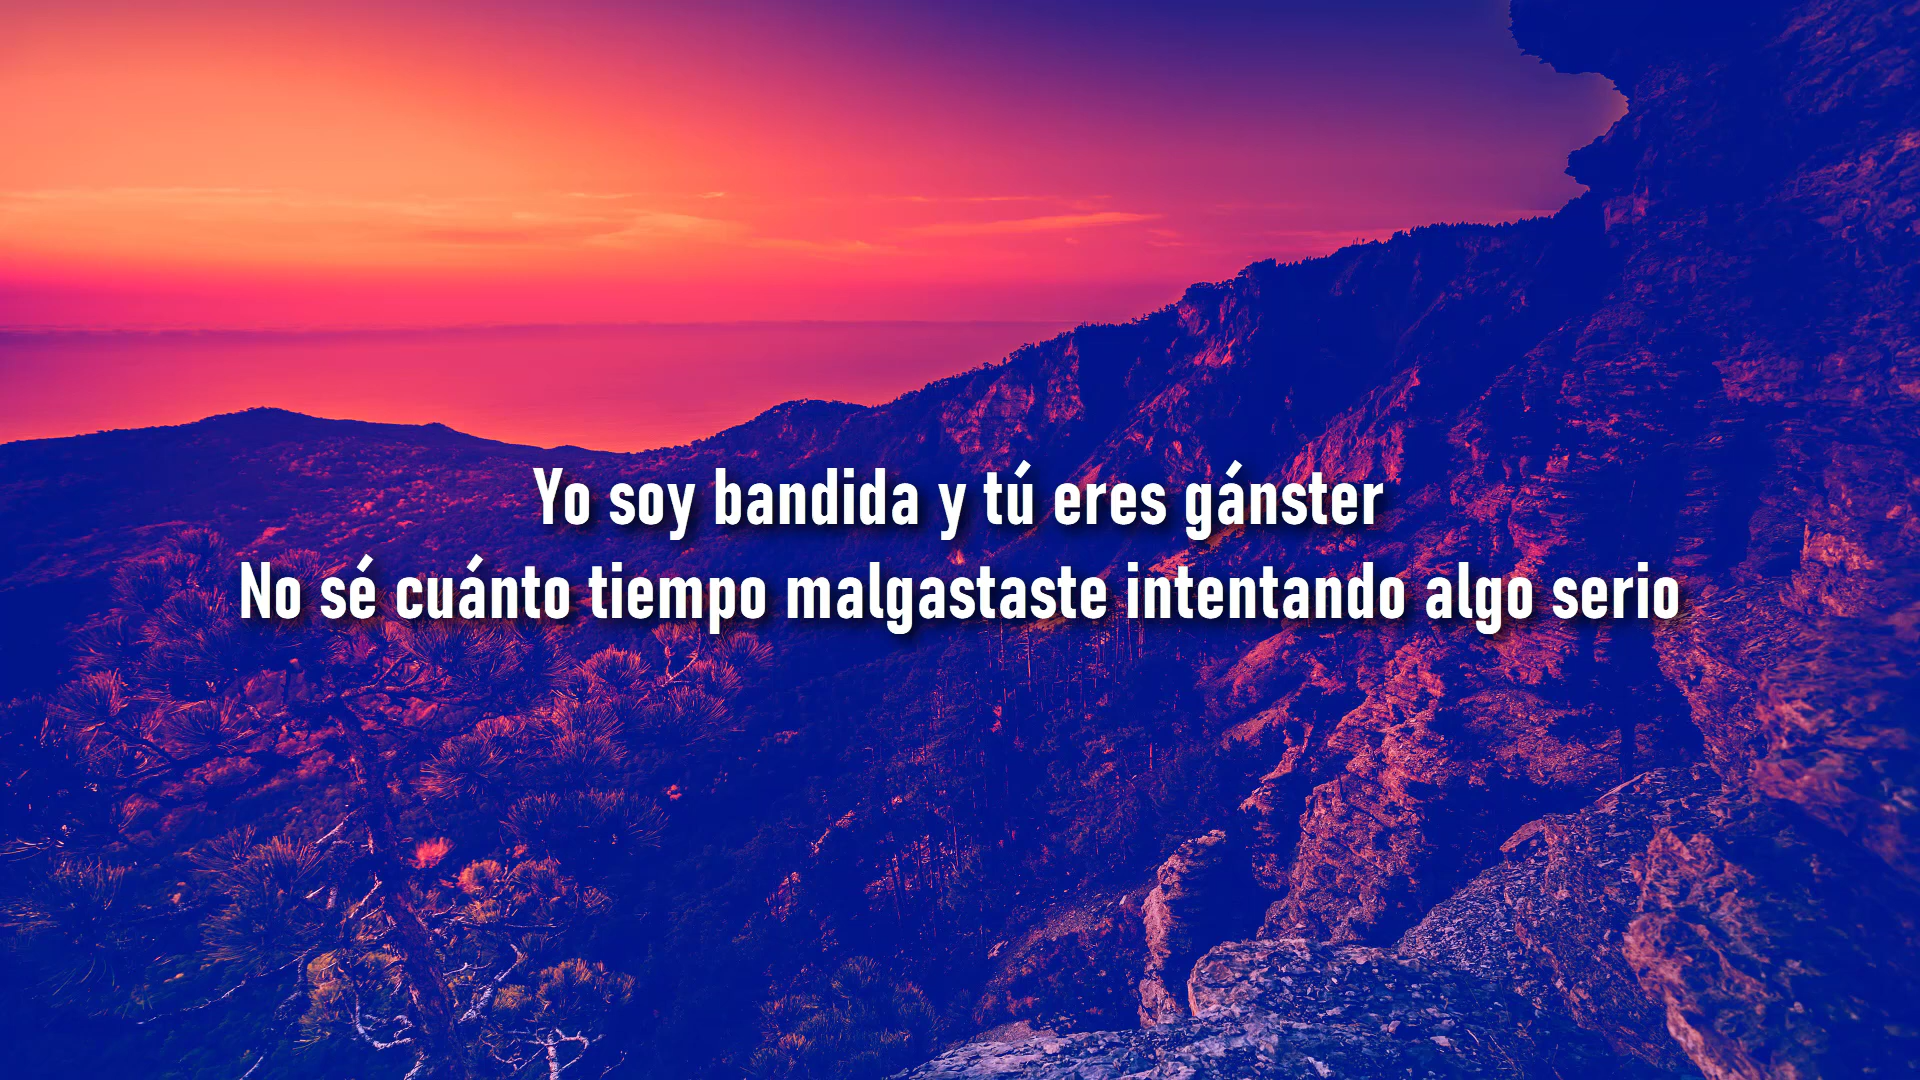 Yo soy bandida y tú eres gánster
No sé cuánto tiempo malgastaste intentando algo serio